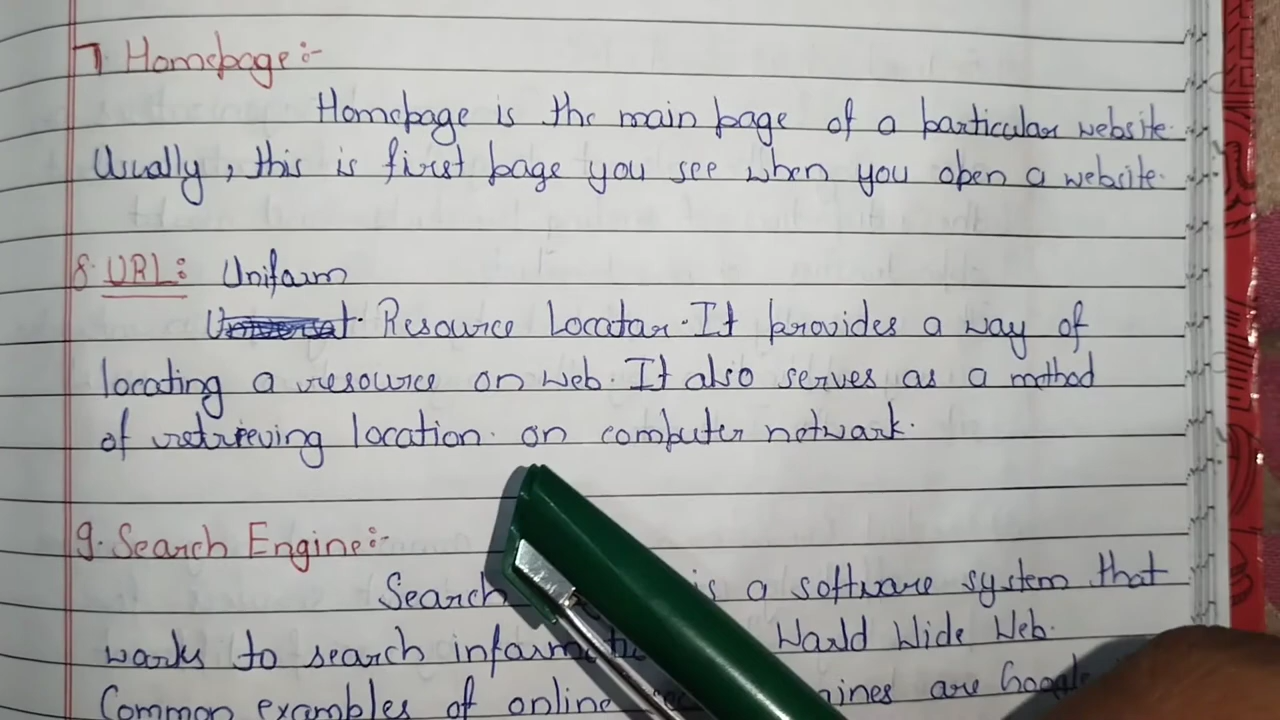 7. Homepage:-
Homepage is the main page of a particular website.
Usually, this is first page you see when you open a website.
8. URL: Uniform
Resource Locator. It provides a way of
locating a resource on web. It also serves as a method
of retrieving location on computer network.
9. Search Engine:-
Search is a software system that
works to search World Wide Web.
Common examples of online are Google